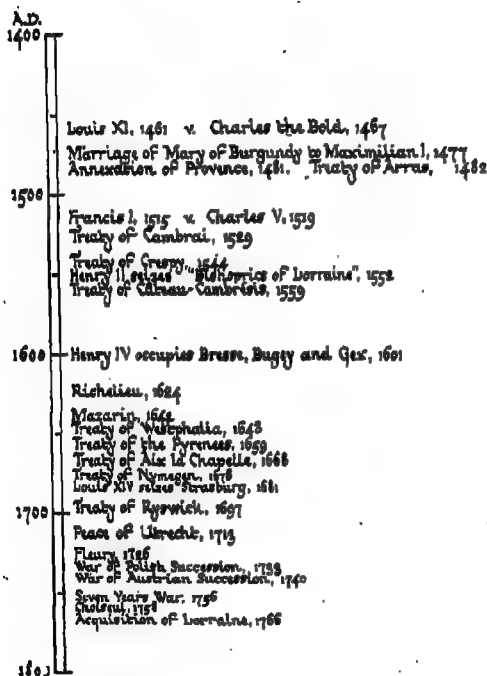 A.D.
1400
Louis XI, 1461 v. Charles the Bold, 1467
Marriage of Mary of Burgundy to Maximilian I, 1477
Annexation of Provence, 1481. Treaty of Arras, 1482
1500
Francis I, 1515 v. Charles V, 1519
Treaty of Cambrai, 1529
Treaty of Crespy, 1544
Henry II seizes "Bishoprics of Lorraine", 1552
Treaty of Cateau-Cambrésis, 1559
1600
Henry IV occupies Bresse, Bugey and Gex, 1601
Richelieu, 1624
Mazarin, 1642
Treaty of Westphalia, 1648
Treaty of the Pyrenees, 1659
Treaty of Aix la Chapelle, 1668
Treaty of Nymegen, 1678
Louis XIV seizes Strasburg, 1681
1700
Treaty of Ryswick, 1697
Peace of Utrecht, 1713
Fleury, 1726
War of Polish Succession, 1733
War of Austrian Succession, 1740
Seven Years War, 1756
Choiseul, 1758
Acquisition of Lorraine, 1766
1800